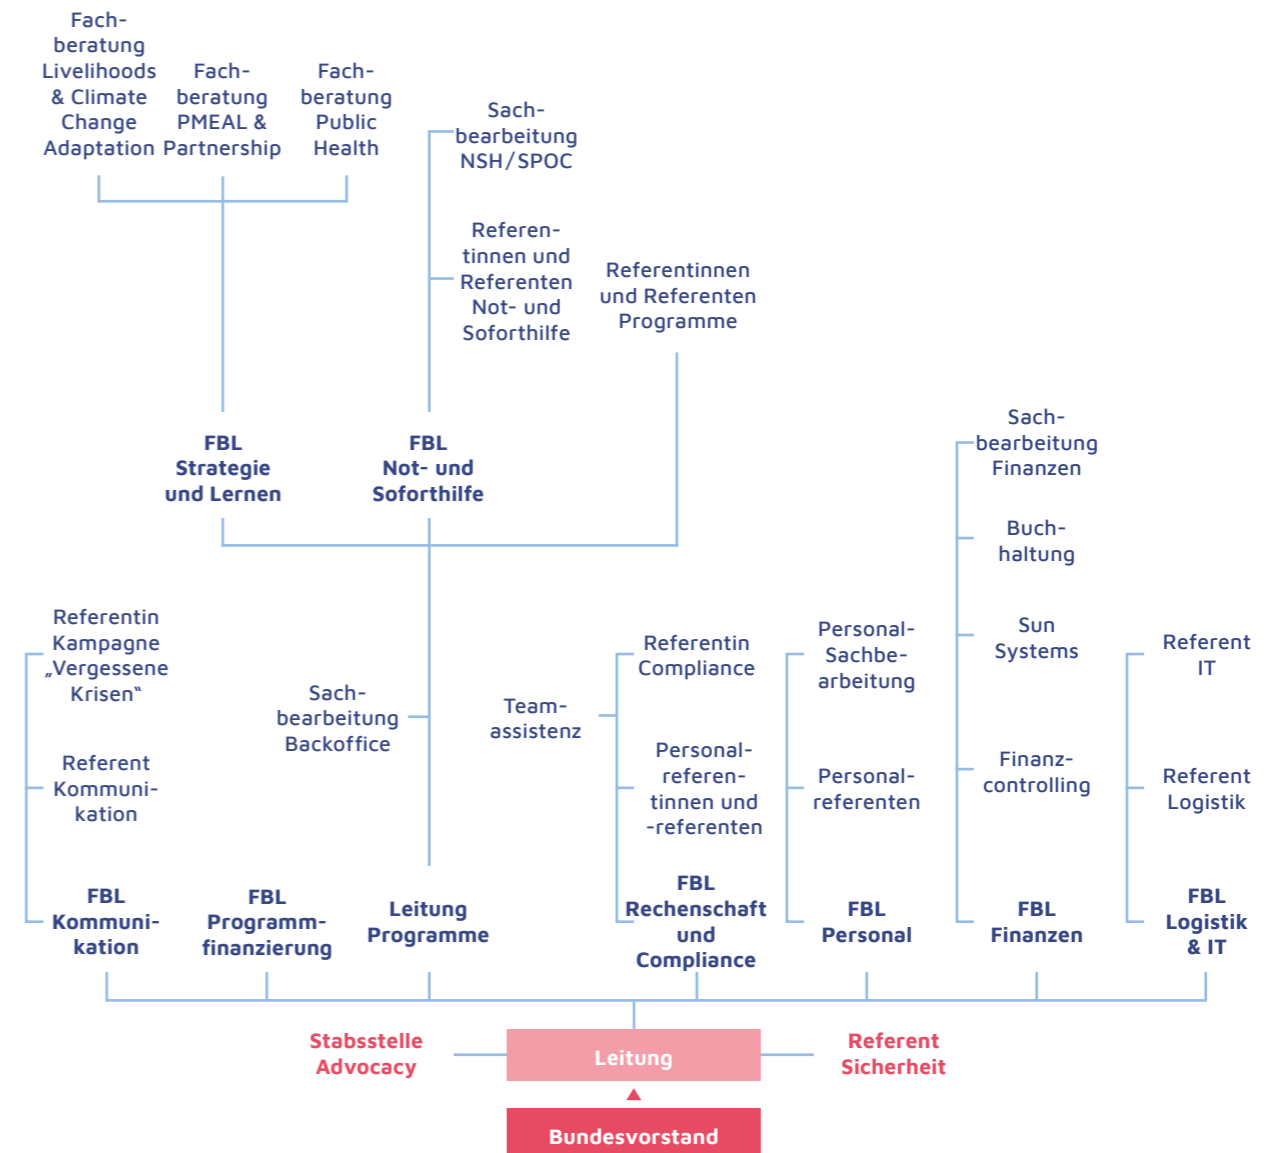 Fach-
beratung
Livelihoods
& Climate
Change
Adaptation
Fach-
beratung
PMEAL &
Partnership
Fach-
beratung
Public
Health
Sach-
bearbeitung
NSH/SPOC
Referen-
tinnen und
Referenten
Not- und
Soforthilfe
Referentinnen
und Referenten
Programme
FBL
Strategie
und Lernen
FBL
Not- und
Soforthilfe
Sach-
bearbeitung
Finanzen
Buch-
haltung
Sun
Systems
Finanz-
controlling
Referentin
Kampagne
„Vergessene
Krisen“
Referent
Kommuni-
kation
Sach-
bearbeitung
Backoffice
Team-
assistenz
Referentin
Compliance
Personal-
referen-
tinnen und
-referenten
Personal-
Sachbe-
arbeitung
Personal-
referenten
Referent
IT
Referent
Logistik
FBL
Kommuni-
kation
FBL
Programm-
finanzierung
Leitung
Programme
FBL
Rechenschaft
und
Compliance
FBL
Personal
FBL
Finanzen
FBL
Logistik
& IT
Stabsstelle
Advocacy
Leitung
Referent
Sicherheit
Bundesvorstand